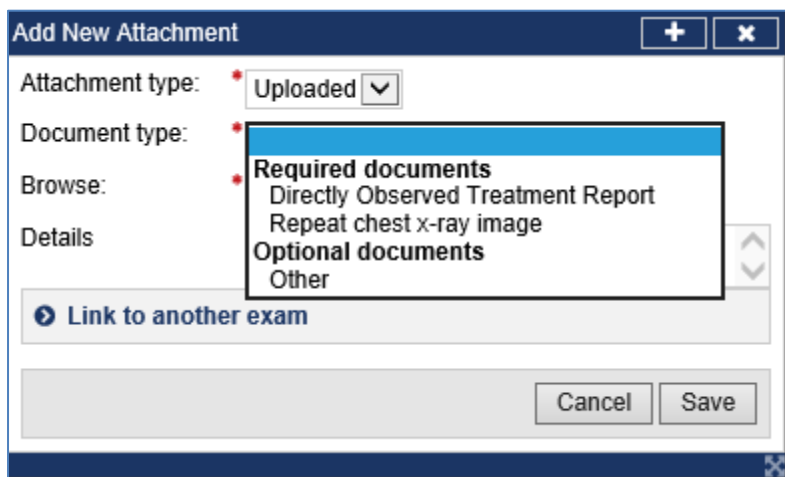 Add New Attachment
Attachment type: * Uploaded
Document type: *
Required documents
Directly Observed Treatment Report
Browse: *
Repeat chest x-ray image
Details
Optional documents
Other
Link to another exam
Cancel Save